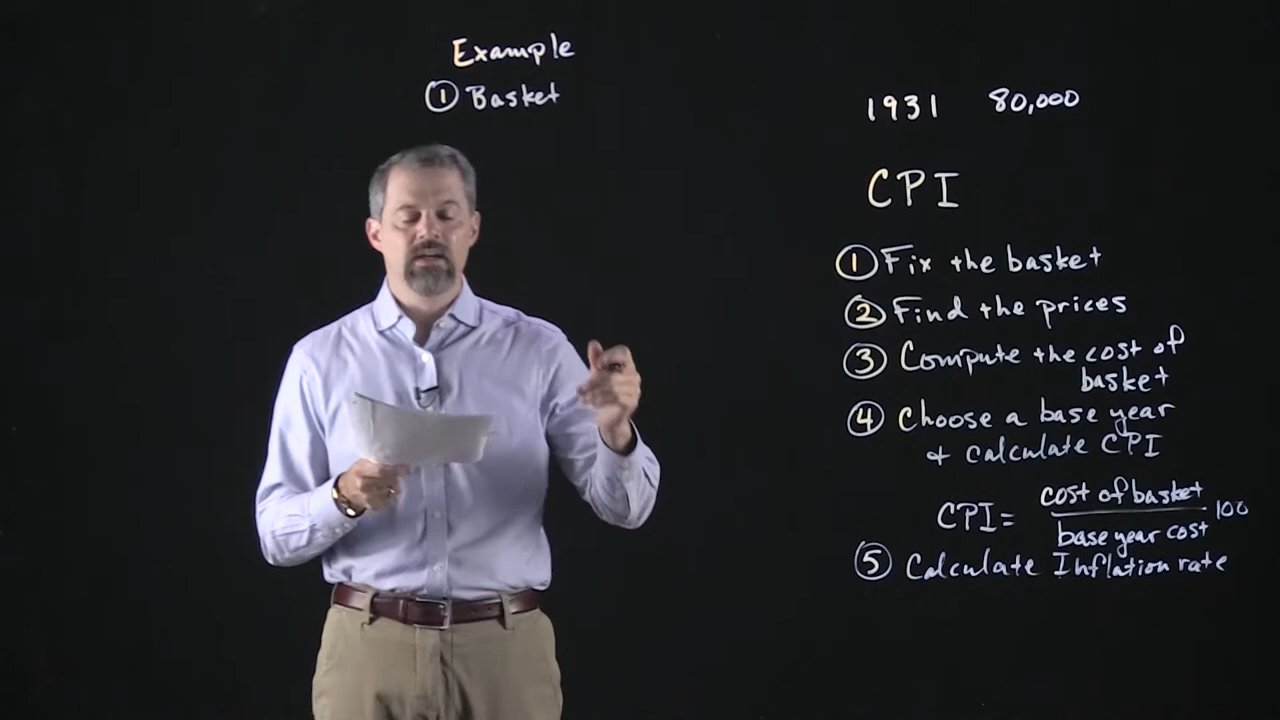 Example
① Basket
1931 80,000
CPI
① Fix the basket
② Find the prices
③ Compute the cost of
basket
④ Choose a base year
+ calculate CPI
CPI = cost of basket
base year cost · 100
⑤ Calculate Inflation rate